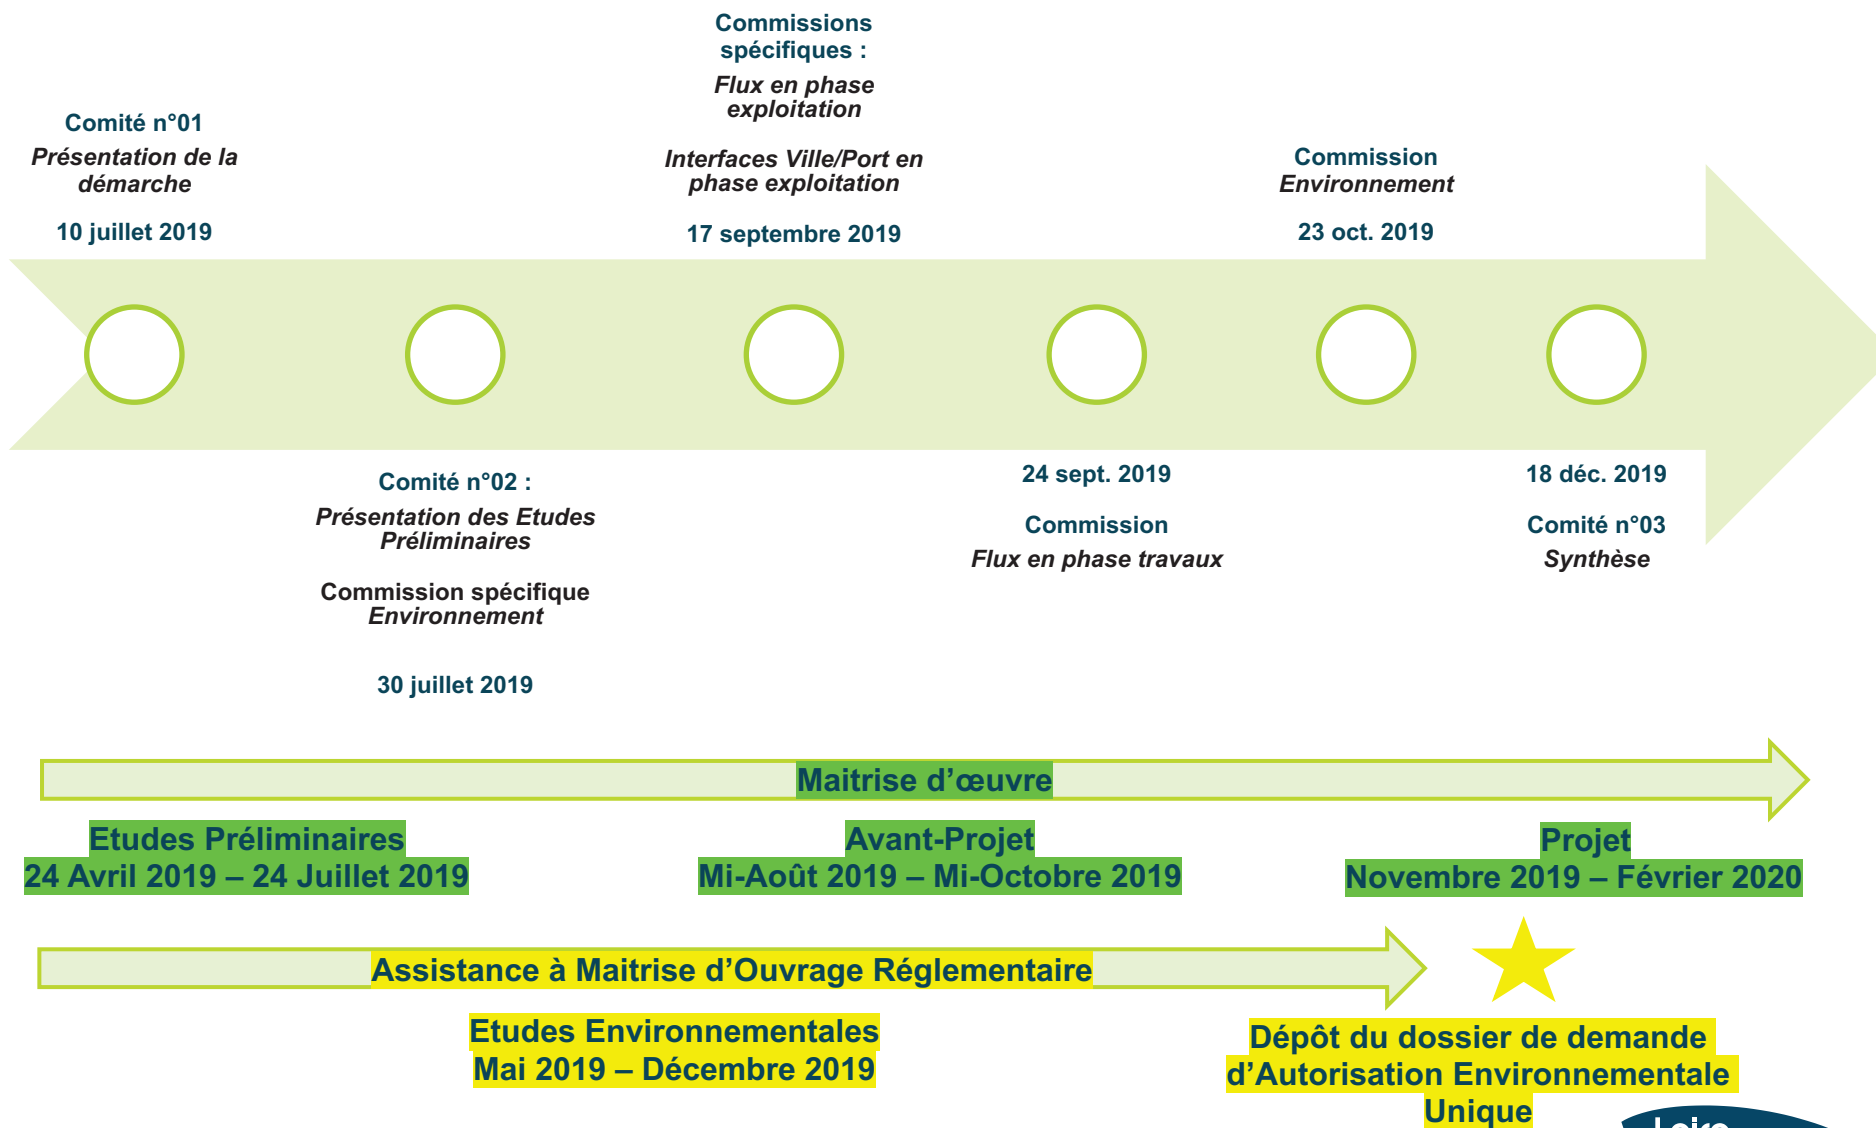 Commissions
spécifiques :
Flux en phase
exploitation
Interfaces Ville/Port en
phase exploitation
17 septembre 2019
Comité n°01
Présentation de la
démarche
10 juillet 2019
Commission
Environnement
23 oct. 2019
Comité n°02 :
Présentation des Etudes
Préliminaires
Commission spécifique
Environnement
30 juillet 2019
24 sept. 2019
Commission
Flux en phase travaux
18 déc. 2019
Comité n°03
Synthèse
Maitrise d’œuvre
Etudes Préliminaires
24 Avril 2019 – 24 Juillet 2019
Avant-Projet
Mi-Août 2019 – Mi-Octobre 2019
Projet
Novembre 2019 – Février 2020
Assistance à Maitrise d’Ouvrage Réglementaire
Etudes Environnementales
Mai 2019 – Décembre 2019
Dépôt du dossier de demande
d’Autorisation Environnementale
Unique
Loire